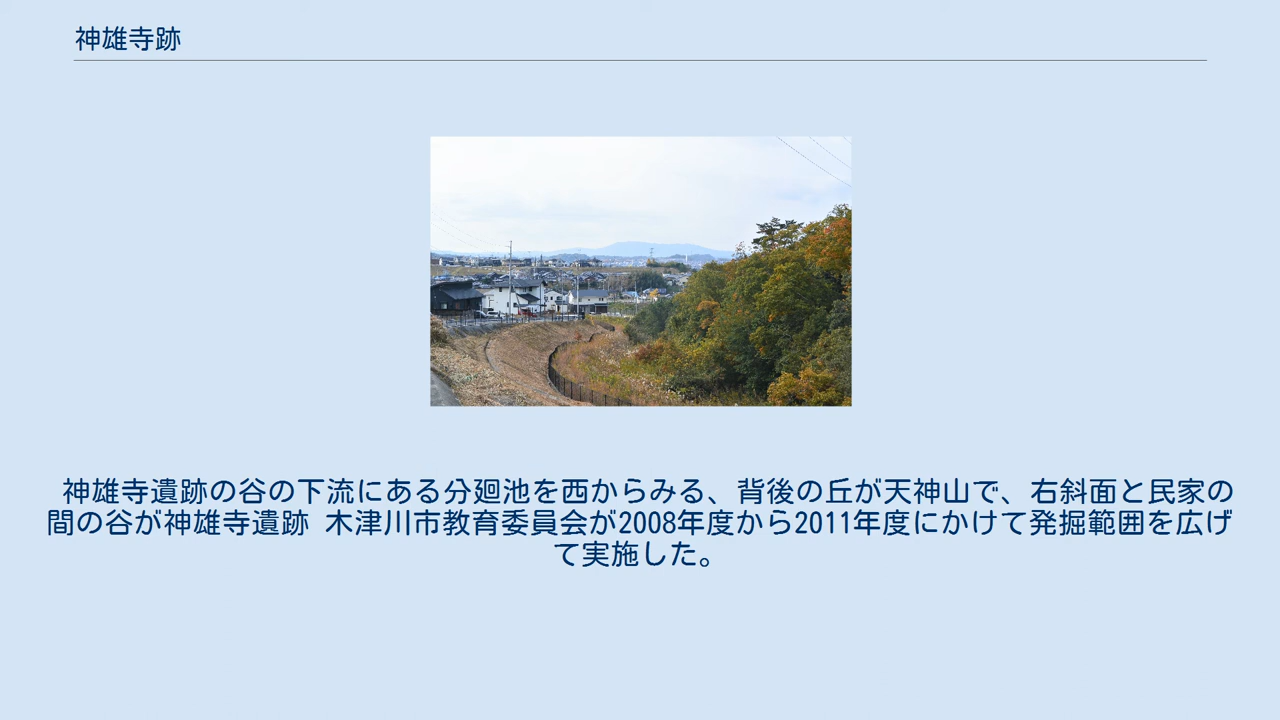 神雄寺跡
神雄寺遺跡の谷の下流にある分廻池を西からみる、背後の丘が天神山で、右斜面と民家の
間の谷が神雄寺遺跡 木津川市教育委員会が2008年度から2011年度にかけて発掘範囲を広げ
て実施した。